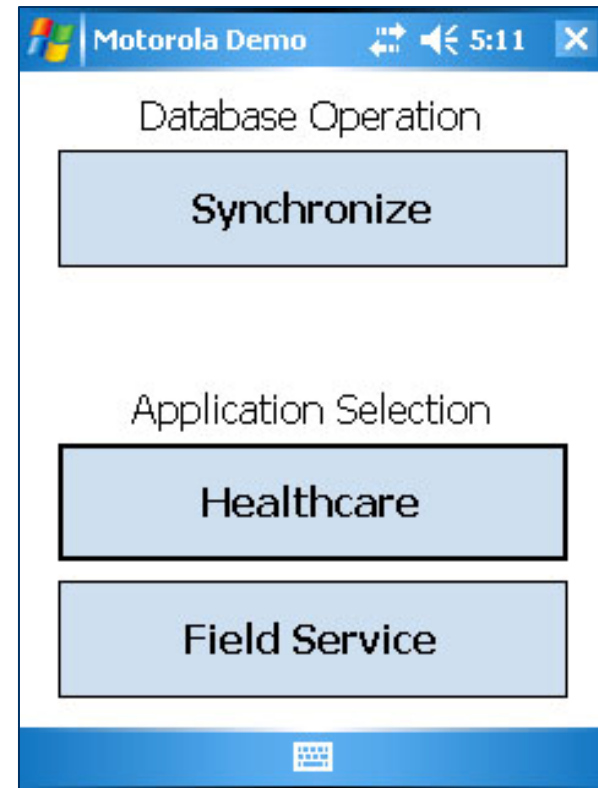 Motorola Demo 5:11
Database Operation
Synchronize
Application Selection
Healthcare
Field Service